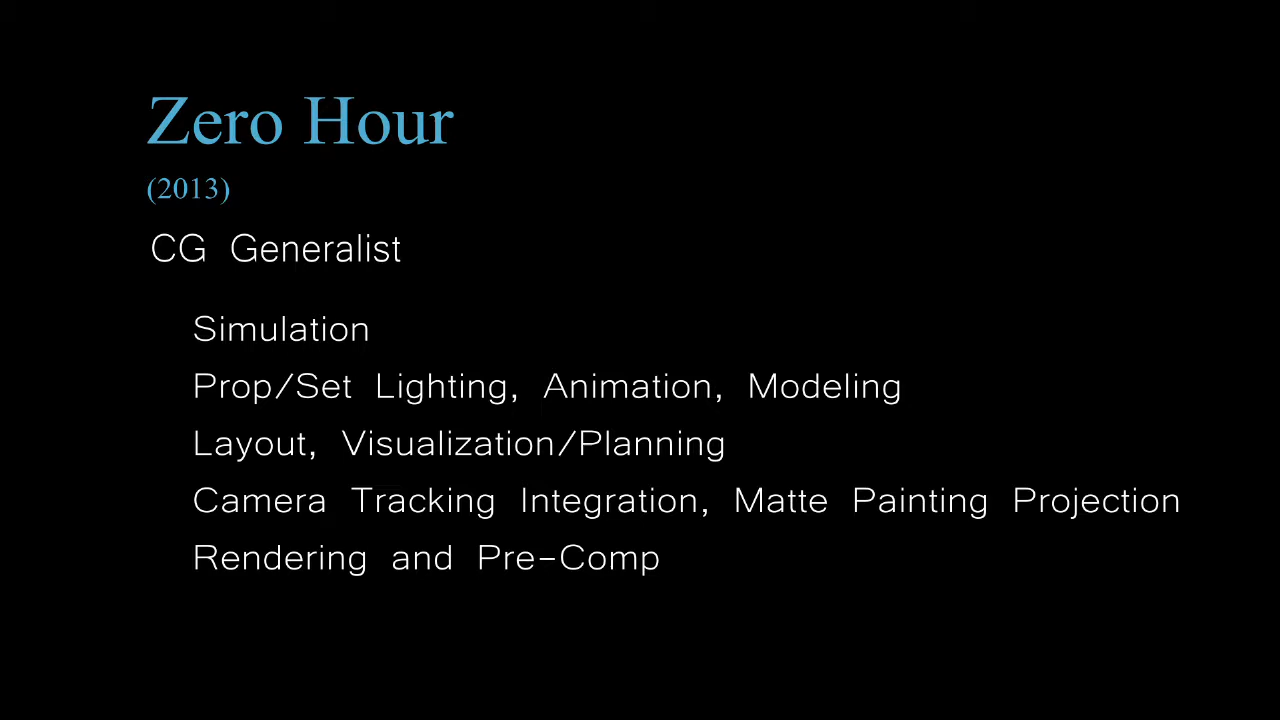 Zero Hour
(2013)
CG Generalist
Simulation
Prop/Set Lighting, Animation, Modeling
Layout, Visualization/Planning
Camera Tracking Integration, Matte Painting Projection
Rendering and Pre-Comp